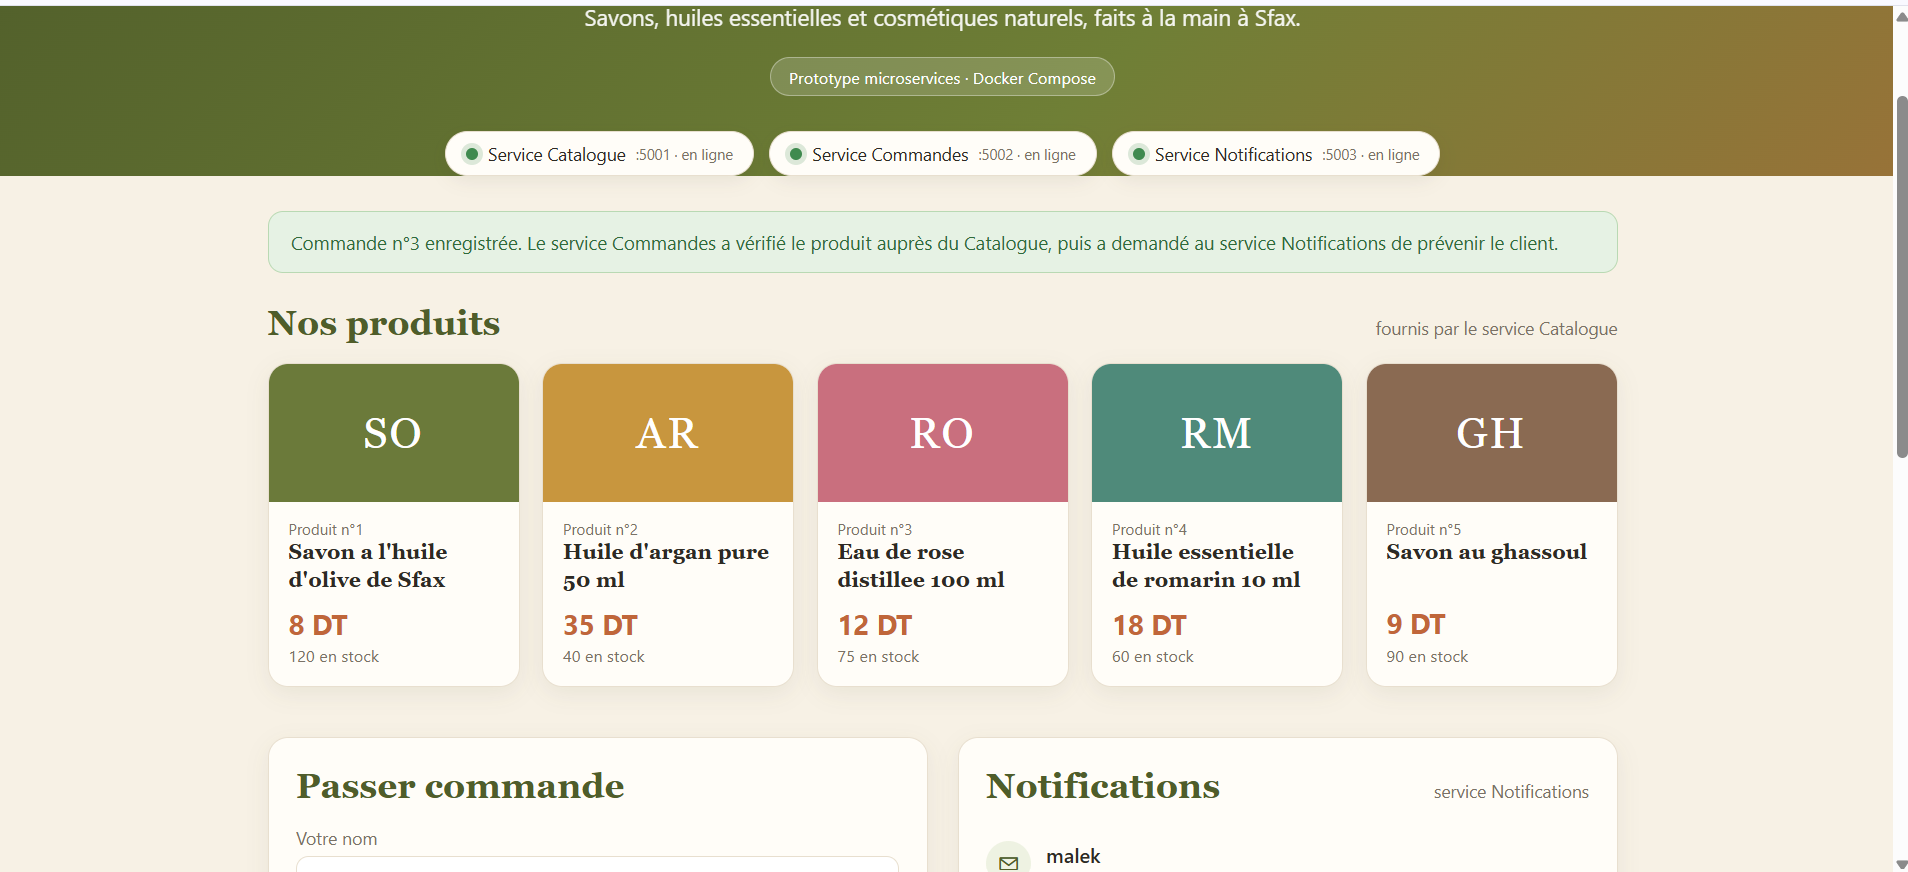 Savons, huiles essentielles et cosmétiques naturels, faits à la main à Sfax.
Prototype microservices · Docker Compose
Service Catalogue :5001 · en ligne
Service Commandes :5002 · en ligne
Service Notifications :5003 · en ligne
Commande n°3 enregistrée. Le service Commandes a vérifié le produit auprès du Catalogue, puis a demandé au service Notifications de prévenir le client.
Nos produits
fournis par le service Catalogue
SO
Produit n°1
Savon a l'huile
d'olive de Sfax
8 DT
120 en stock
AR
Produit n°2
Huile d'argan pure
50 ml
35 DT
40 en stock
RO
Produit n°3
Eau de rose
distillee 100 ml
12 DT
75 en stock
RM
Produit n°4
Huile essentielle
de romarin 10 ml
18 DT
60 en stock
GH
Produit n°5
Savon au ghassoul
9 DT
90 en stock
Passer commande
Votre nom
Notifications
service Notifications
malek